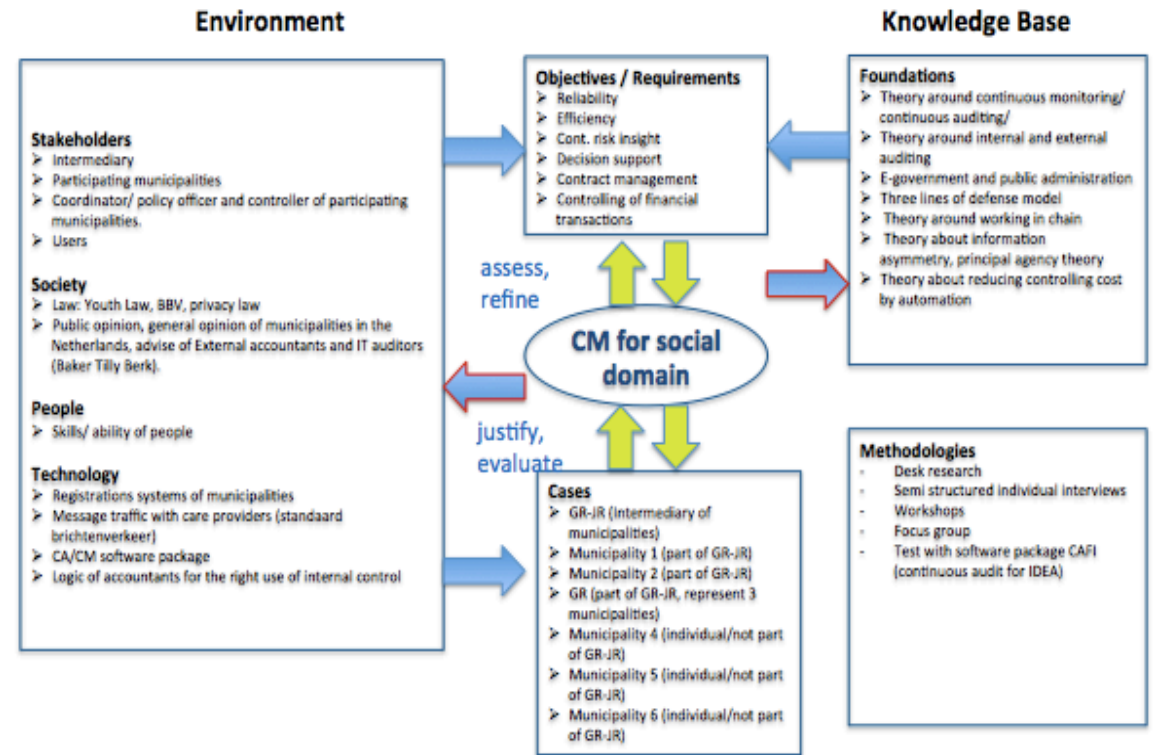 Environment
Knowledge Base
Stakeholders
➢ Intermediary
➢ Participating municipalities
➢ Coordinator/ policy officer and controller of participating
municipalities.
➢ Users
Society
➢ Law: Youth Law, BBV, privacy law
➢ Public opinion, general opinion of municipalities in the
Netherlands, advise of External accountants and IT auditors
(Baker Tilly Berk).
People
➢ Skills/ ability of people
Technology
➢ Registrations systems of municipalities
➢ Message traffic with care providers (standaard
brichtenverkeer)
➢ CA/CM software package
➢ Logic of accountants for the right use of internal control
Objectives / Requirements
➢ Reliability
➢ Efficiency
➢ Cont. risk insight
➢ Decision support
➢ Contract management
➢ Controlling of financial
transactions
assess,
refine
CM for social
domain
justify,
evaluate
Cases
➢ GR-JR (Intermediary of
municipalities)
➢ Municipality 1 (part of GR-JR)
➢ Municipality 2 (part of GR-JR)
➢ GR (part of GR-JR, represent 3
municipalities)
➢ Municipality 4 (individual/not part
of GR-JR)
➢ Municipality 5 (individual/not part
of GR-JR)
➢ Municipality 6 (individual/not part
of GR-JR)
Foundations
➢ Theory around continuous monitoring/
continuous auditing/
➢ Theory around internal and external
auditing
➢ E-government and public administration
➢ Three lines of defense model
➢ Theory around working in chain
➢ Theory about information
asymmetry, principal agency theory
➢ Theory about reducing controlling cost
by automation
Methodologies
- Desk research
- Semi structured individual interviews
- Workshops
- Focus group
- Test with software package CAFI
(continuous audit for IDEA)